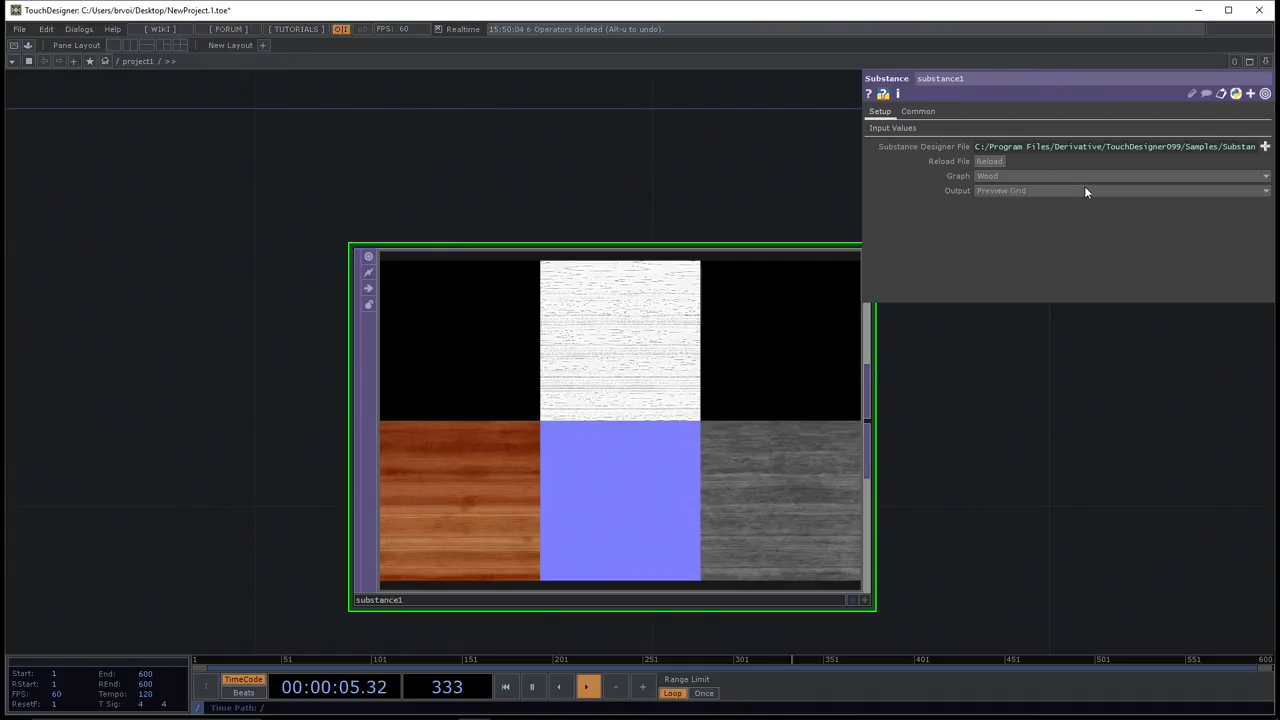 TouchDesigner: C:/Users/brvoi/Desktop/NewProject.1.toe*
File Edit Dialogs Help [ WIKI ] [ FORUM ] [ TUTORIALS ] O|I FPS: 60 Realtime 15:50:04 6 Operators deleted (Alt-u to undo).
Pane Layout New Layout +
/ project1 / >> 0
Substance substance1
? ? i
Setup Common
Input Values
Substance Designer File C:/Program Files/Derivative/TouchDesigner099/Samples/Substan
Reload File Reload
Graph Wood
Output Preview Grid
substance1
1 51 101 151 201 251 301 351 401 451 501 551 600
Start: 1 End: 600
RStart: 1 REnd: 600
FPS: 60 Tempo: 120
ResetF: 1 T Sig: 4 4
TimeCode
Beats
00:00:05.32 333
Range Limit
Loop Once
/ Time Path: /